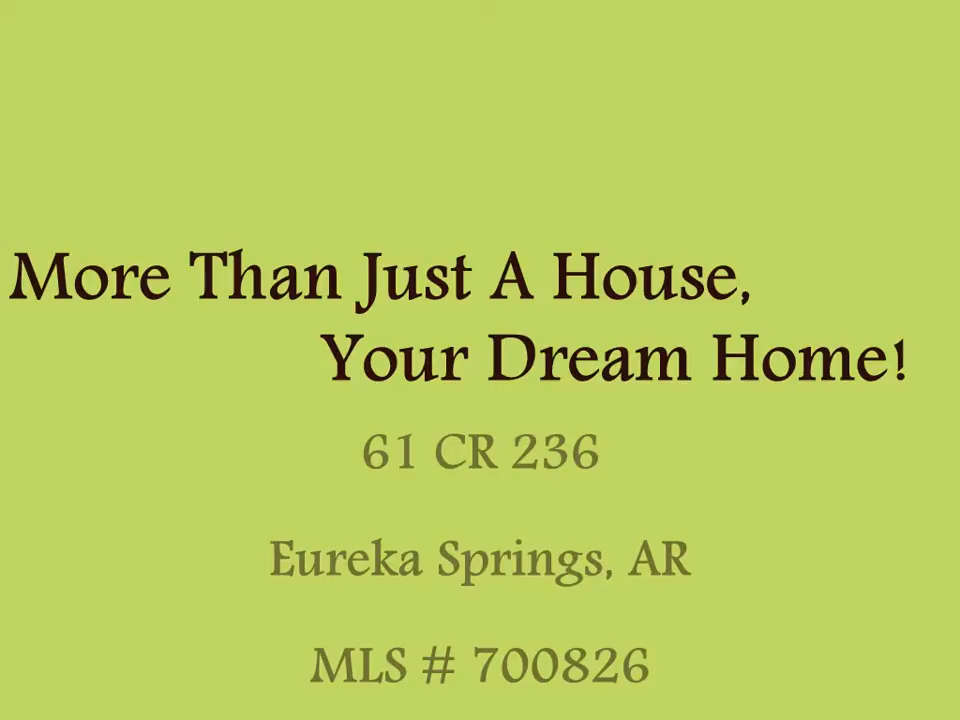 More Than Just A House,
Your Dream Home!
61 CR 236
Eureka Springs, AR
MLS # 700826